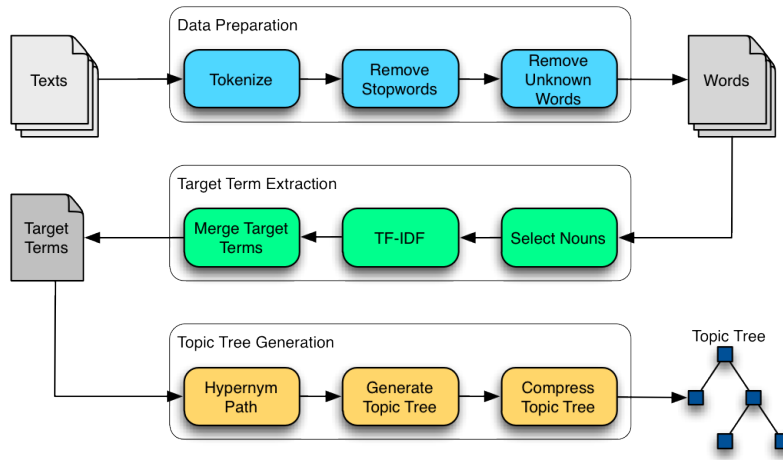 Data Preparation
Texts
Tokenize
Remove
Stopwords
Remove
Unknown
Words
Words
Target Term Extraction
Target
Terms
Merge Target
Terms
TF-IDF
Select Nouns
Topic Tree Generation
Hypernym
Path
Generate
Topic Tree
Compress
Topic Tree
Topic Tree